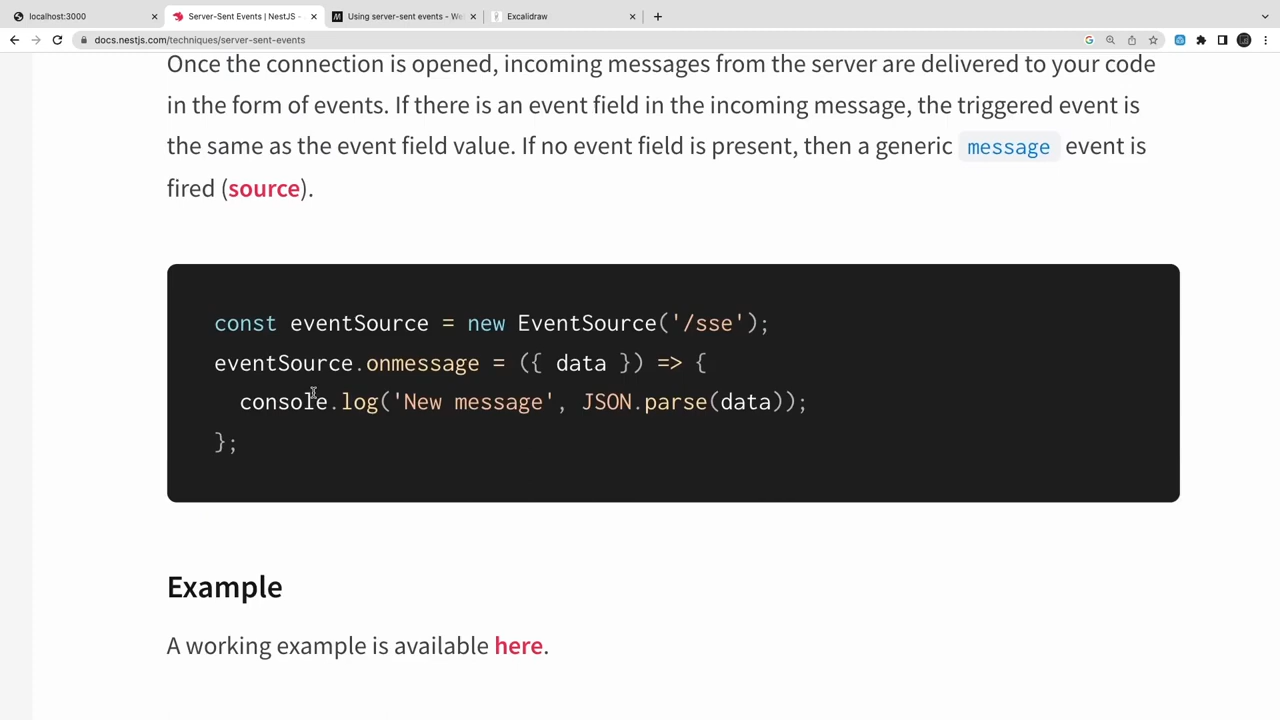 localhost:3000
Server-Sent Events | NestJS -
Using server-sent events - We
Excalidraw
docs.nestjs.com/techniques/server-sent-events
Once the connection is opened, incoming messages from the server are delivered to your code
in the form of events. If there is an event field in the incoming message, the triggered event is
the same as the event field value. If no event field is present, then a generic message event is
fired (source).
const eventSource = new EventSource('/sse');
eventSource.onmessage = ({ data }) => {
console.log('New message', JSON.parse(data));
};
Example
A working example is available here.